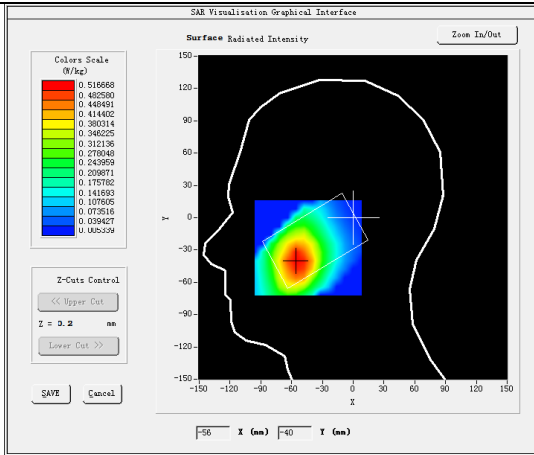 SAR Visualisation Graphical Interface
Surface Radiated Intensity
Zoom In/Out
Colors Scale
(W/kg)
0.516668
0.482580
0.448491
0.414402
0.380314
0.346225
0.312136
0.278048
0.243959
0.209871
0.175782
0.141693
0.107605
0.073516
0.039427
0.005339
150
120
90
60
30
0
-30
-60
-90
-120
-150
Y
-150 -120 -90 -60 -30 0 30 60 90 120 150
X
Z-Cuts Control
<< Upper Cut
Z = 0.2 mm
Lower Cut >>
SAVE Cancel
-56 X (mm) -40 Y (mm)